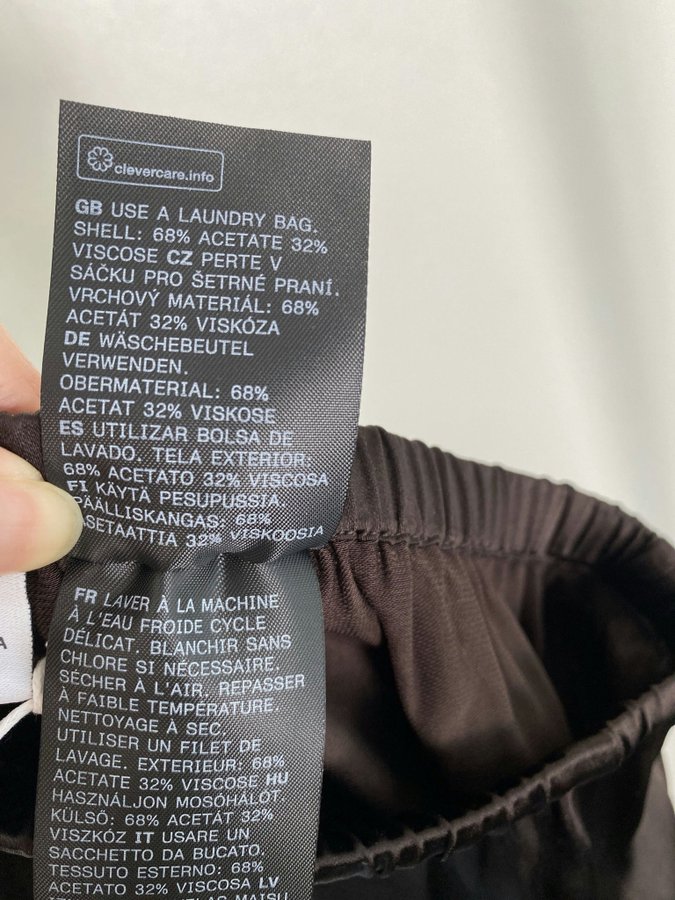 clevercare.info
GB USE A LAUNDRY BAG.
SHELL: 68% ACETATE 32%
VISCOSE CZ PERTE V
SÁČKU PRO ŠETRNÉ PRANÍ.
VRCHOVÝ MATERIÁL: 68%
ACETÁT 32% VISKÓZA
DE WÄSCHEBEUTEL
VERWENDEN.
OBERMATERIAL: 68%
ACETAT 32% VISKOSE
ES UTILIZAR BOLSA DE
LAVADO. TELA EXTERIOR:
68% ACETATO 32% VISCOSA
FI KÄYTÄ PESUPUSSIA
PÄÄLLISKANGAS: 68%
ASETAATTIA 32% VISKOOSIA
FR LAVER À LA MACHINE
À L'EAU FROIDE CYCLE
DÉLICAT. BLANCHIR SANS
CHLORE SI NÉCESSAIRE.
SÉCHER À L'AIR. REPASSER
À FAIBLE TEMPÉRATURE.
NETTOYAGE À SEC.
UTILISER UN FILET DE
LAVAGE. EXTERIEUR: 68%
ACETATE 32% VISCOSE HU
HASZNÁLJON MOSÓHÁLÓT.
KÜLSŐ: 68% ACETÁT 32%
VISZKÓZ IT USARE UN
SACCHETTO DA BUCATO.
TESSUTO ESTERNO: 68%
ACETATO 32% VISCOSA LV
MAISU
A